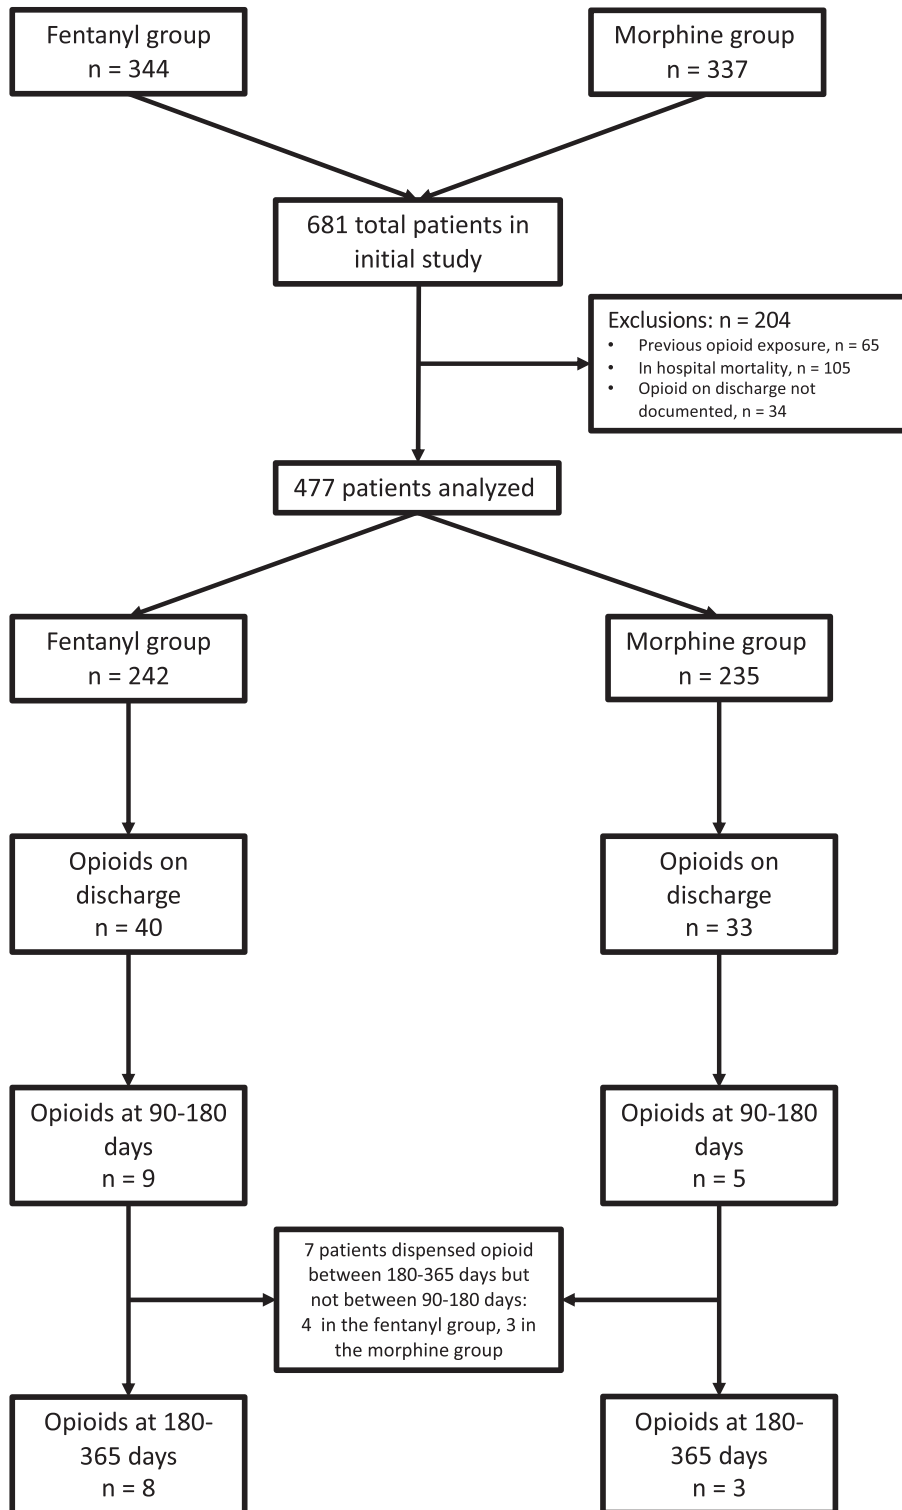 Fentanyl group
n = 344
Morphine group
n = 337
681 total patients in
initial study
Exclusions: n = 204
• Previous opioid exposure, n = 65
• In hospital mortality, n = 105
• Opioid on discharge not
documented, n = 34
477 patients analyzed
Fentanyl group
n = 242
Morphine group
n = 235
Opioids on
discharge
n = 40
Opioids on
discharge
n = 33
Opioids at 90-180
days
n = 9
Opioids at 90-180
days
n = 5
7 patients dispensed opioid
between 180-365 days but
not between 90-180 days:
4 in the fentanyl group, 3 in
the morphine group
Opioids at 180-
365 days
n = 8
Opioids at 180-
365 days
n = 3